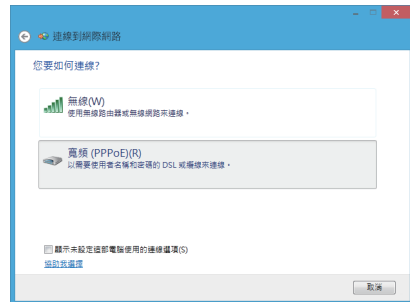 連線到網際網路
您要如何連線?
無線(W)
使用無線路由器或無線網路來連線。
寬頻 (PPPoE)(R)
以需要使用者名稱和密碼的 DSL 或纜線來連線。
顯示未設定這部電腦使用的連線選項(S)
協助我選擇
取消